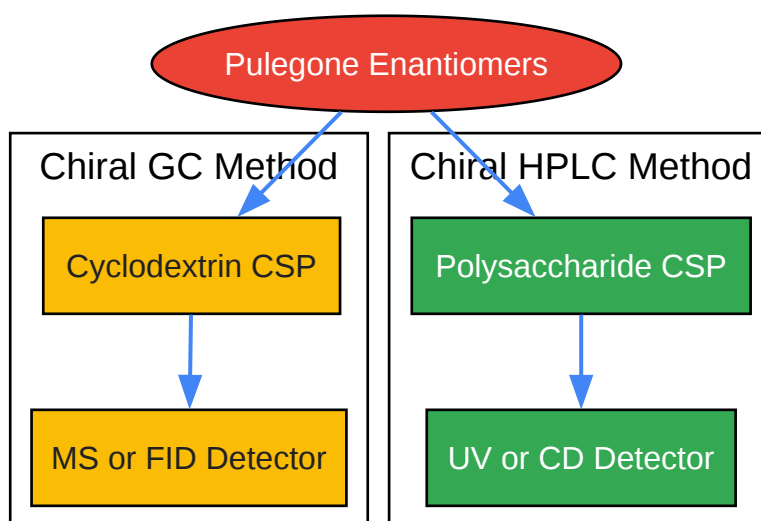 Pulegone Enantiomers
Chiral GC Method
Chiral HPLC Method
Cyclodextrin CSP
Polysaccharide CSP
MS or FID Detector
UV or CD Detector